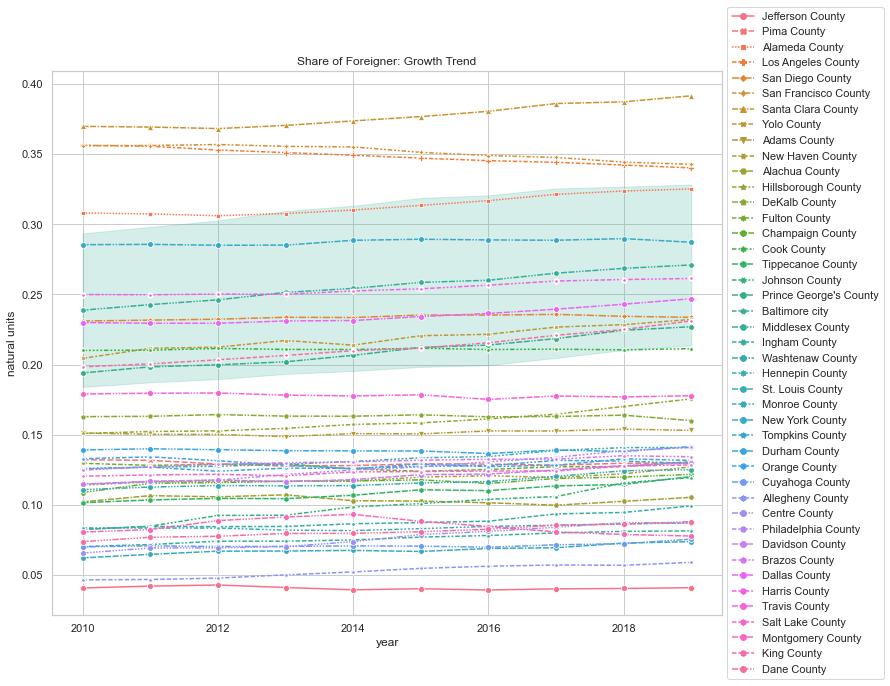 Share of Foreigner: Growth Trend
natural units
0.40
0.35
0.30
0.25
0.20
0.15
0.10
0.05
2010
2012
2014
2016
2018
year
Jefferson County
Pima County
Alameda County
Los Angeles County
San Diego County
San Francisco County
Santa Clara County
Yolo County
Adams County
New Haven County
Alachua County
Hillsborough County
DeKalb County
Fulton County
Champaign County
Cook County
Tippecanoe County
Johnson County
Prince George's County
Baltimore city
Middlesex County
Ingham County
Washtenaw County
Hennepin County
St. Louis County
Monroe County
New York County
Tompkins County
Durham County
Orange County
Cuyahoga County
Allegheny County
Centre County
Philadelphia County
Davidson County
Brazos County
Dallas County
Harris County
Travis County
Salt Lake County
Montgomery County
King County
Dane County